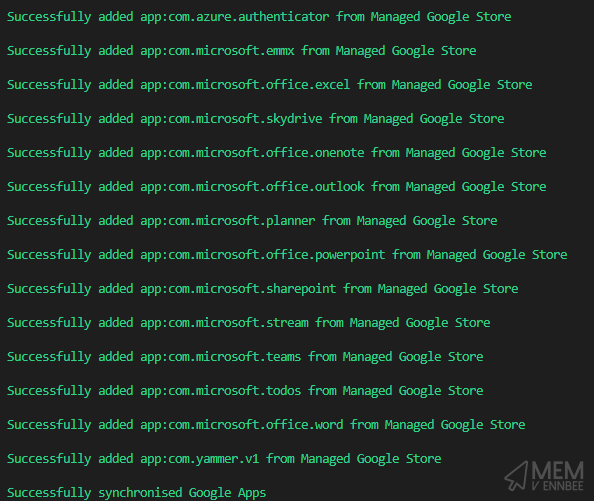 Successfully added app:com.azure.authenticator from Managed Google Store
Successfully added app:com.microsoft.emmx from Managed Google Store
Successfully added app:com.microsoft.office.excel from Managed Google Store
Successfully added app:com.microsoft.skydrive from Managed Google Store
Successfully added app:com.microsoft.office.onenote from Managed Google Store
Successfully added app:com.microsoft.office.outlook from Managed Google Store
Successfully added app:com.microsoft.planner from Managed Google Store
Successfully added app:com.microsoft.office.powerpoint from Managed Google Store
Successfully added app:com.microsoft.sharepoint from Managed Google Store
Successfully added app:com.microsoft.stream from Managed Google Store
Successfully added app:com.microsoft.teams from Managed Google Store
Successfully added app:com.microsoft.todos from Managed Google Store
Successfully added app:com.microsoft.office.word from Managed Google Store
Successfully added app:com.yammer.v1 from Managed Google Store
Successfully synchronised Google Apps
MEM
V ENNBEE